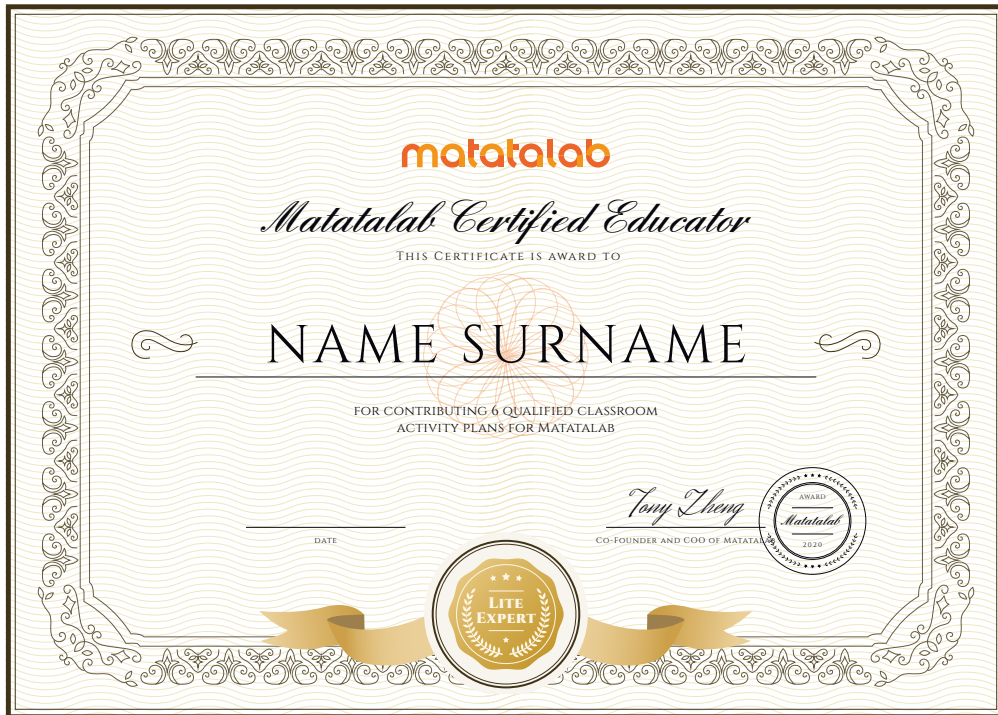 matatalab
Matatalab Certified Educator
This Certificate is award to
NAME SURNAME
for contributing 6 qualified classroom
activity plans for Matatalab
Tony Zheng
Date
Co-Founder and COO of Matatalab
AWARD
Matatalab
2020
Lite
Expert